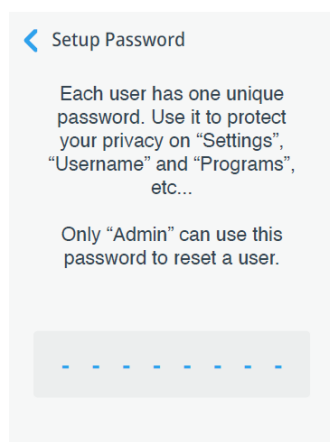 Setup Password
Each user has one unique
password. Use it to protect
your privacy on “Settings”,
“Username” and “Programs”,
etc...
Only “Admin” can use this
password to reset a user.
- - - - - - - -